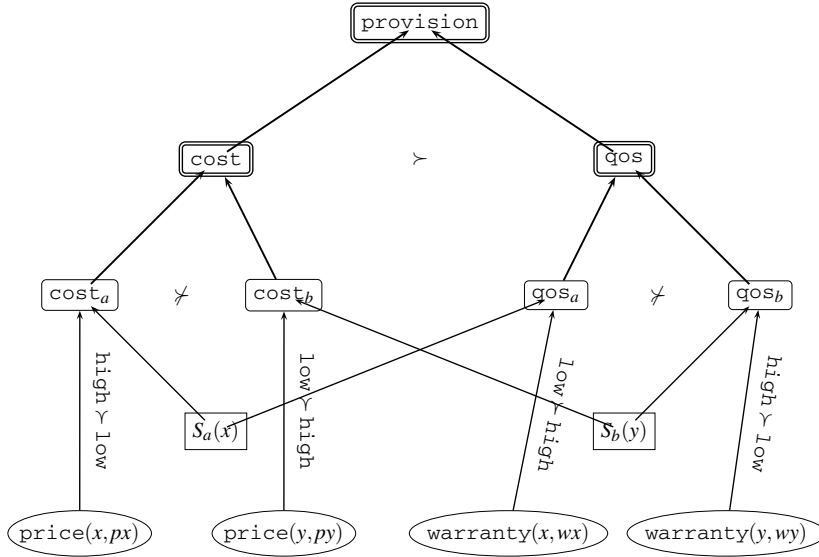 provision
cost ≻ qos
cost_a ⊁ cost_b qos_a ⊁ qos_b
high ≻ low
low ≻ high
low ≻ high
high ≻ low
S_a(x) S_b(y)
price(x,px) price(y,py) warranty(x,wx) warranty(y,wy)